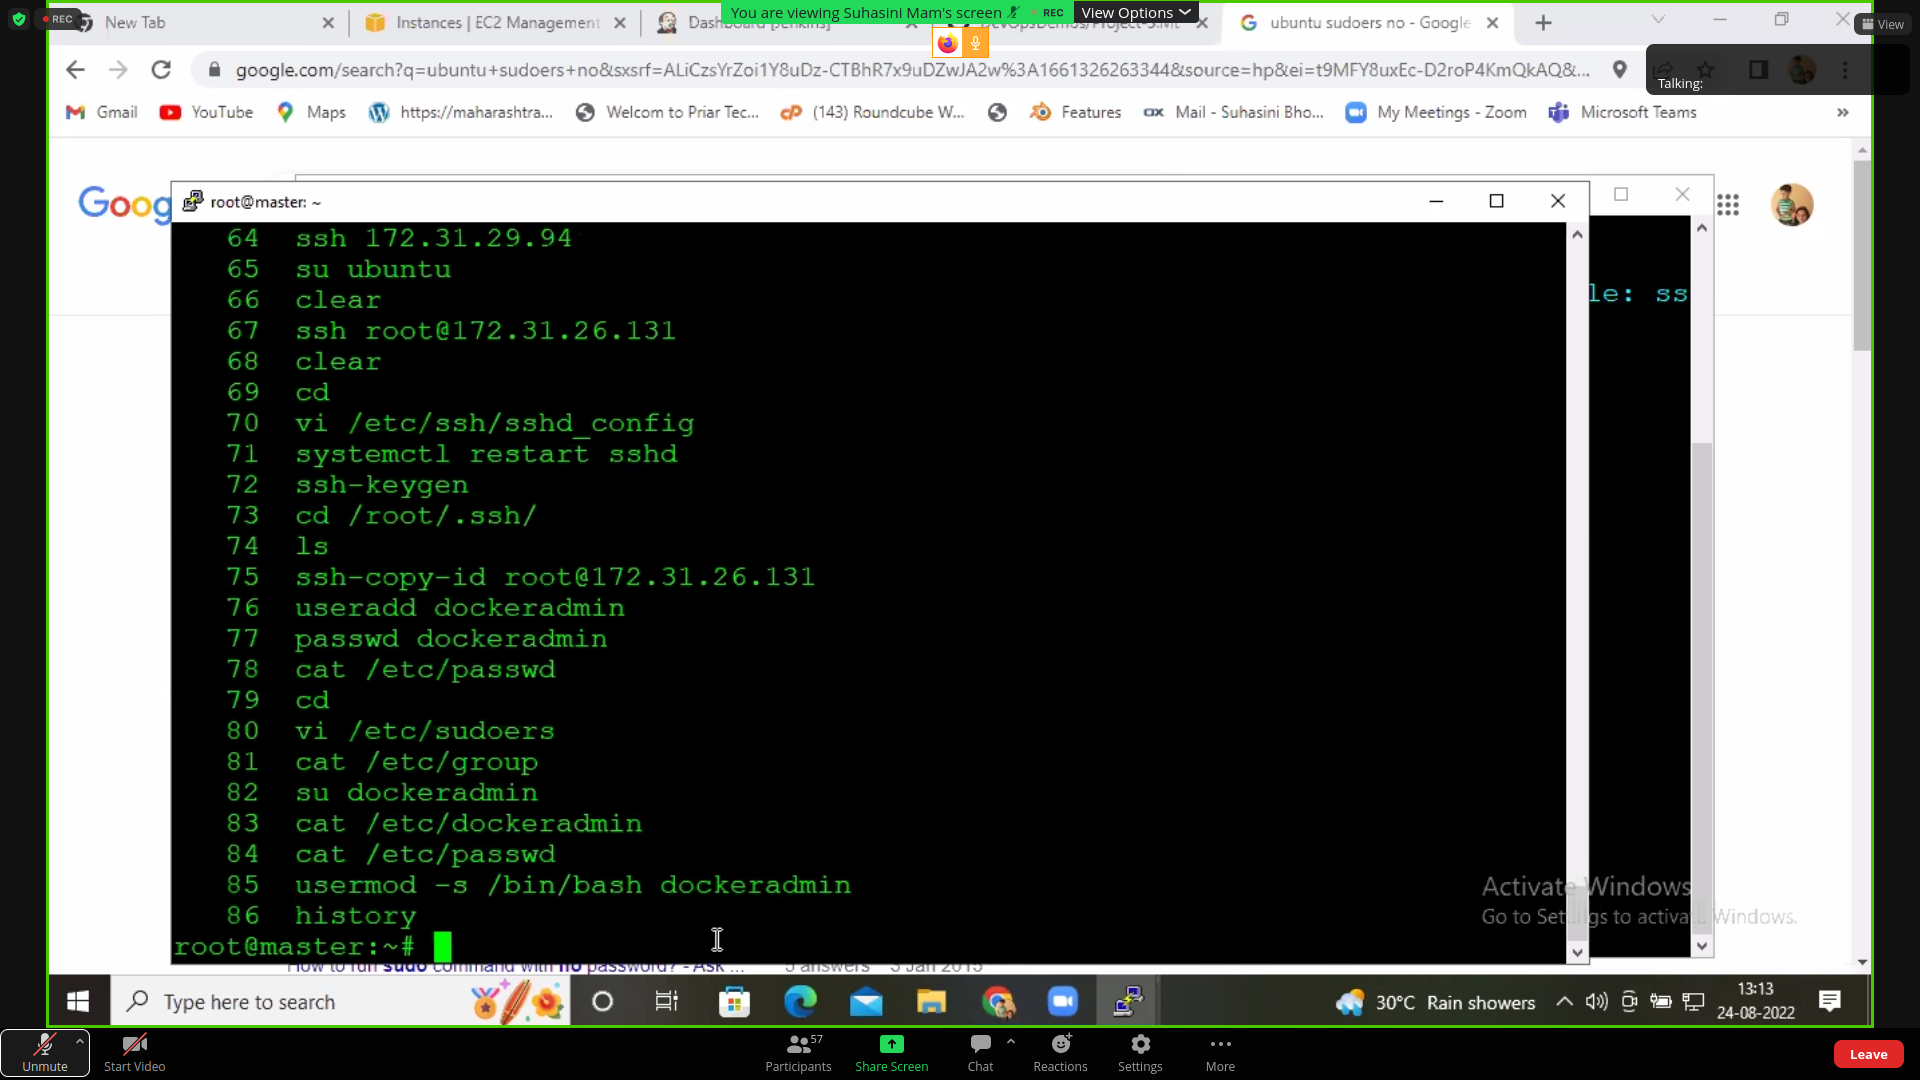 You are viewing Suhasini Mam's screen
REC
View Options
REC
New Tab
Instances | EC2 Management
Dashboard [Jenkins]
ubuntu sudoers no - Google
View
google.com/search?q=ubuntu+sudoers+no&sxsrf=ALiCzsYrZoi1Y8uDz-CTBhR7x9uDZwJA2w%3A1661326263344&source=hp&ei=t9MFY8uxEc-D2roP4KmQkAQ&...
Talking:
Gmail
YouTube
Maps
https://maharashtra...
Welcom to Priar Tec...
(143) Roundcube W...
Features
Mail - Suhasini Bho...
My Meetings - Zoom
Microsoft Teams
»
Goog
root@master: ~
64 ssh 172.31.29.94
65 su ubuntu
66 clear
67 ssh root@172.31.26.131
68 clear
69 cd
70 vi /etc/ssh/sshd_config
71 systemctl restart sshd
72 ssh-keygen
73 cd /root/.ssh/
74 ls
75 ssh-copy-id root@172.31.26.131
76 useradd dockeradmin
77 passwd dockeradmin
78 cat /etc/passwd
79 cd
80 vi /etc/sudoers
81 cat /etc/group
82 su dockeradmin
83 cat /etc/dockeradmin
84 cat /etc/passwd
85 usermod -s /bin/bash dockeradmin
86 history
root@master:~#
le: ss
Activate Windows
Go to Settings to activate Windows.
How to run sudo command with no password? - Ask ...
5 answers
3 Jan 2015
Type here to search
30°C Rain showers
13:13
24-08-2022
Unmute
Start Video
57
Participants
Share Screen
Chat
Reactions
Settings
More
Leave